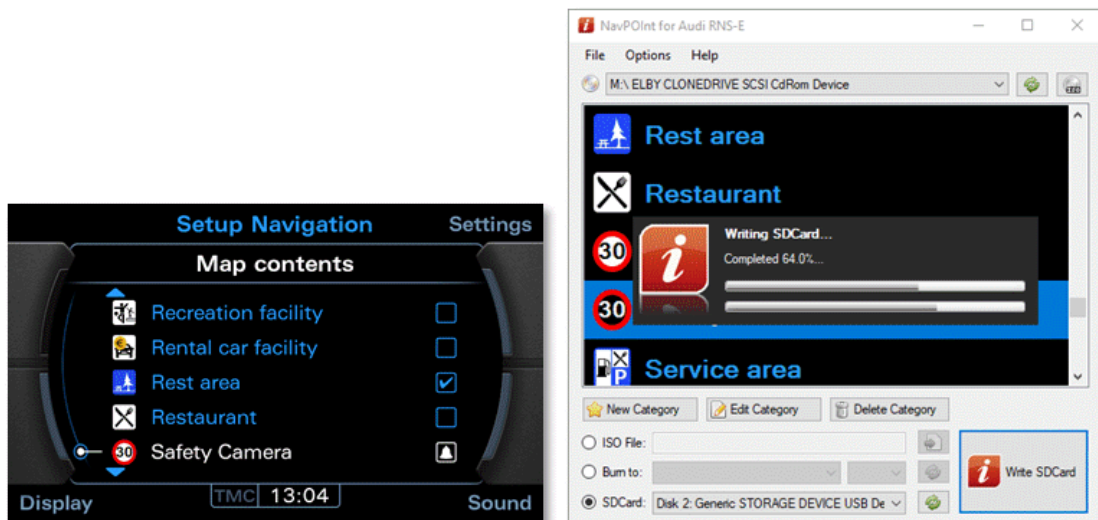 Setup Navigation
Settings
Map contents
Recreation facility
Rental car facility
Rest area
Restaurant
30 Safety Camera
Display
TMC 13:04
Sound
NavPOInt for Audi RNS-E
File Options Help
M:\ ELBY CLONEDRIVE SCSI CdRom Device
Rest area
Restaurant
30
Writing SDCard...
Completed 64.0%...
30
P Service area
New Category Edit Category Delete Category
ISO File:
Burn to:
SDCard: Disk 2: Generic STORAGE DEVICE USB De
Write SDCard